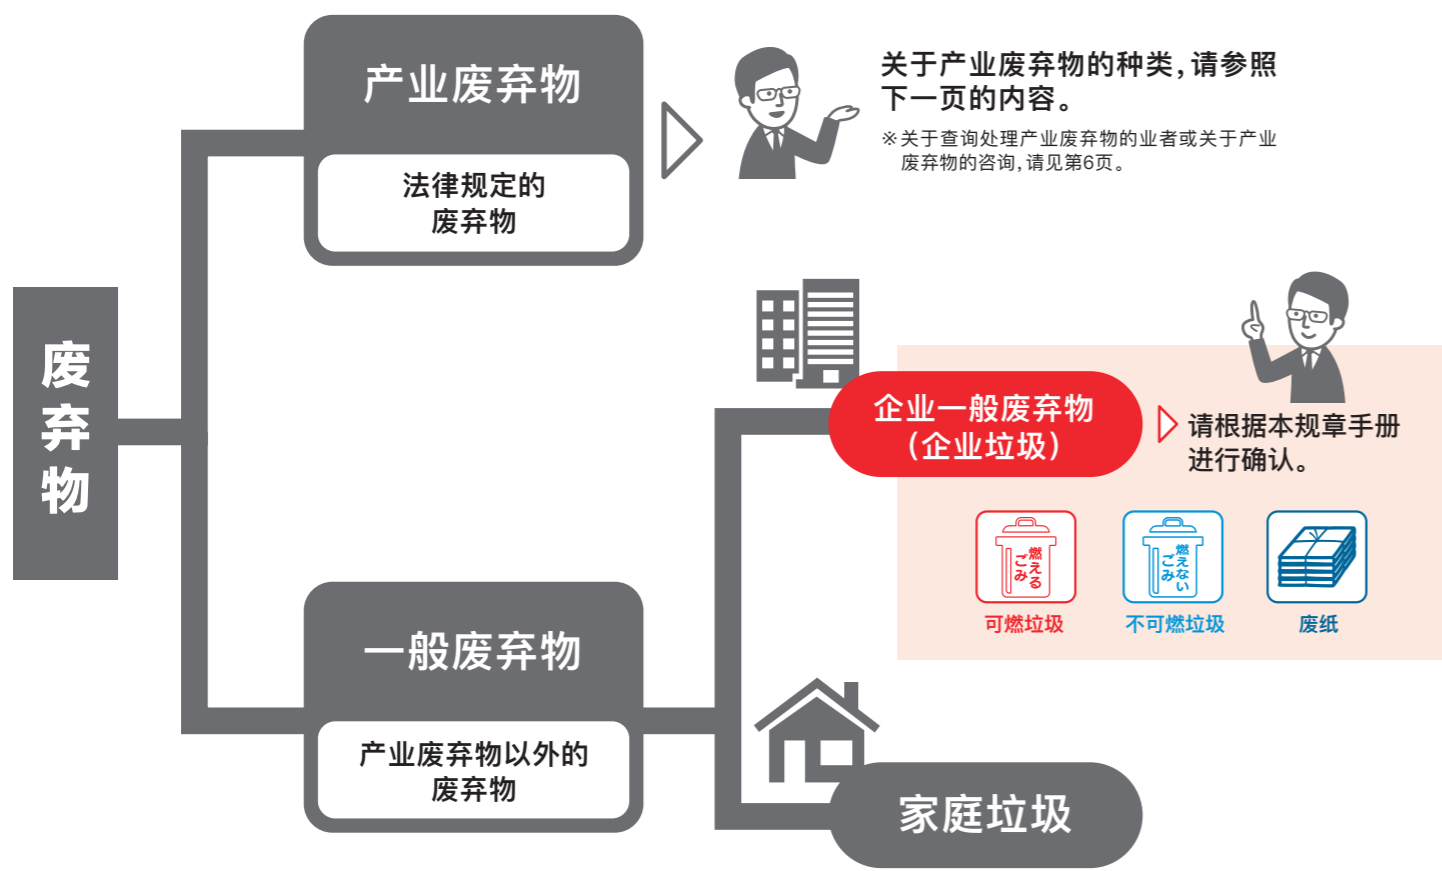 废弃物
产业废弃物
法律规定的
废弃物
关于产业废弃物的种类,请参照
下一页的内容。
※关于查询处理产业废弃物的业者或关于产业
废弃物的咨询,请见第6页。
一般废弃物
产业废弃物以外的
废弃物
企业一般废弃物
（企业垃圾）
请根据本规章手册
进行确认。
燃える
ごみ
可燃垃圾
燃えない
ごみ
不可燃垃圾
废纸
家庭垃圾